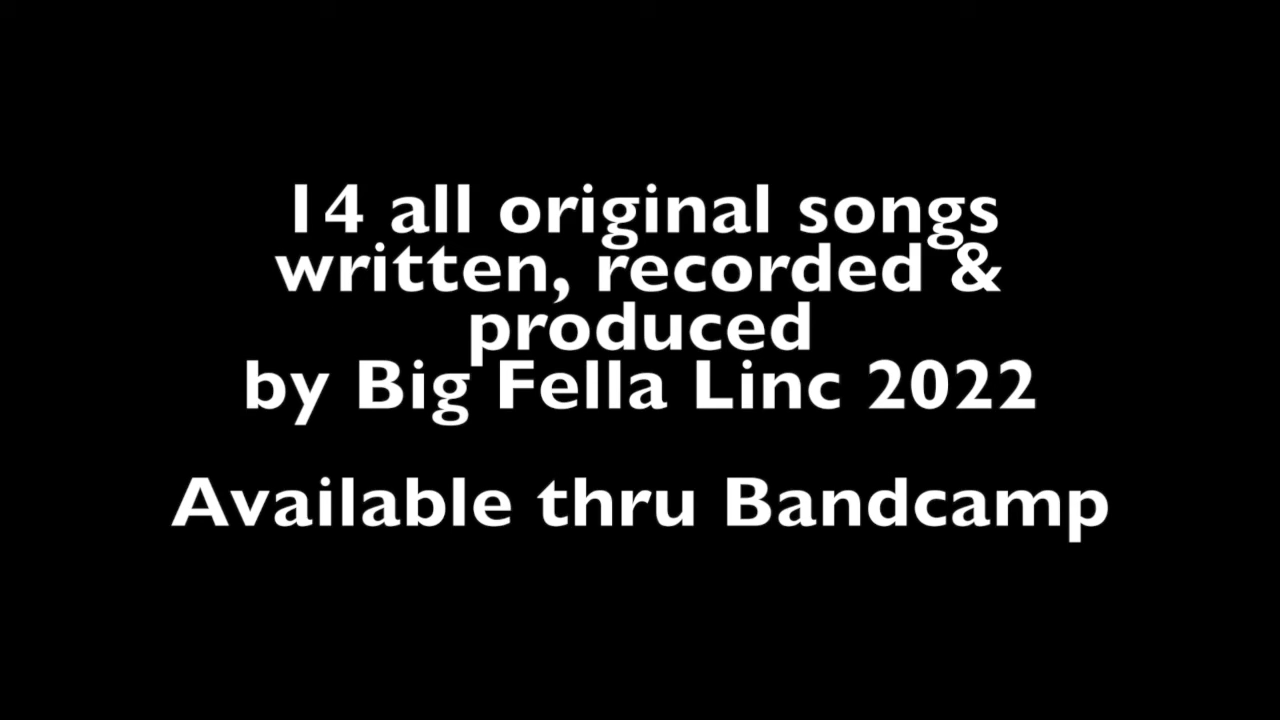 14 all original songs
written, recorded &
produced
by Big Fella Linc 2022
Available thru Bandcamp